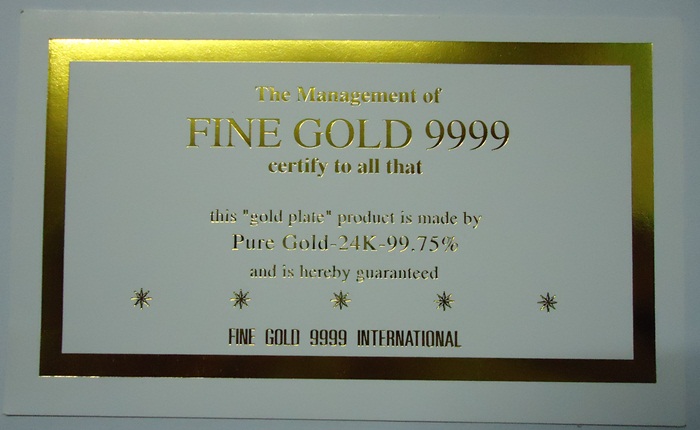 The Management of
FINE GOLD 9999
certify to all that
this "gold plate" product is made by
Pure Gold-24K-99.75%
and is hereby guaranteed
FINE GOLD 9999 INTERNATIONAL